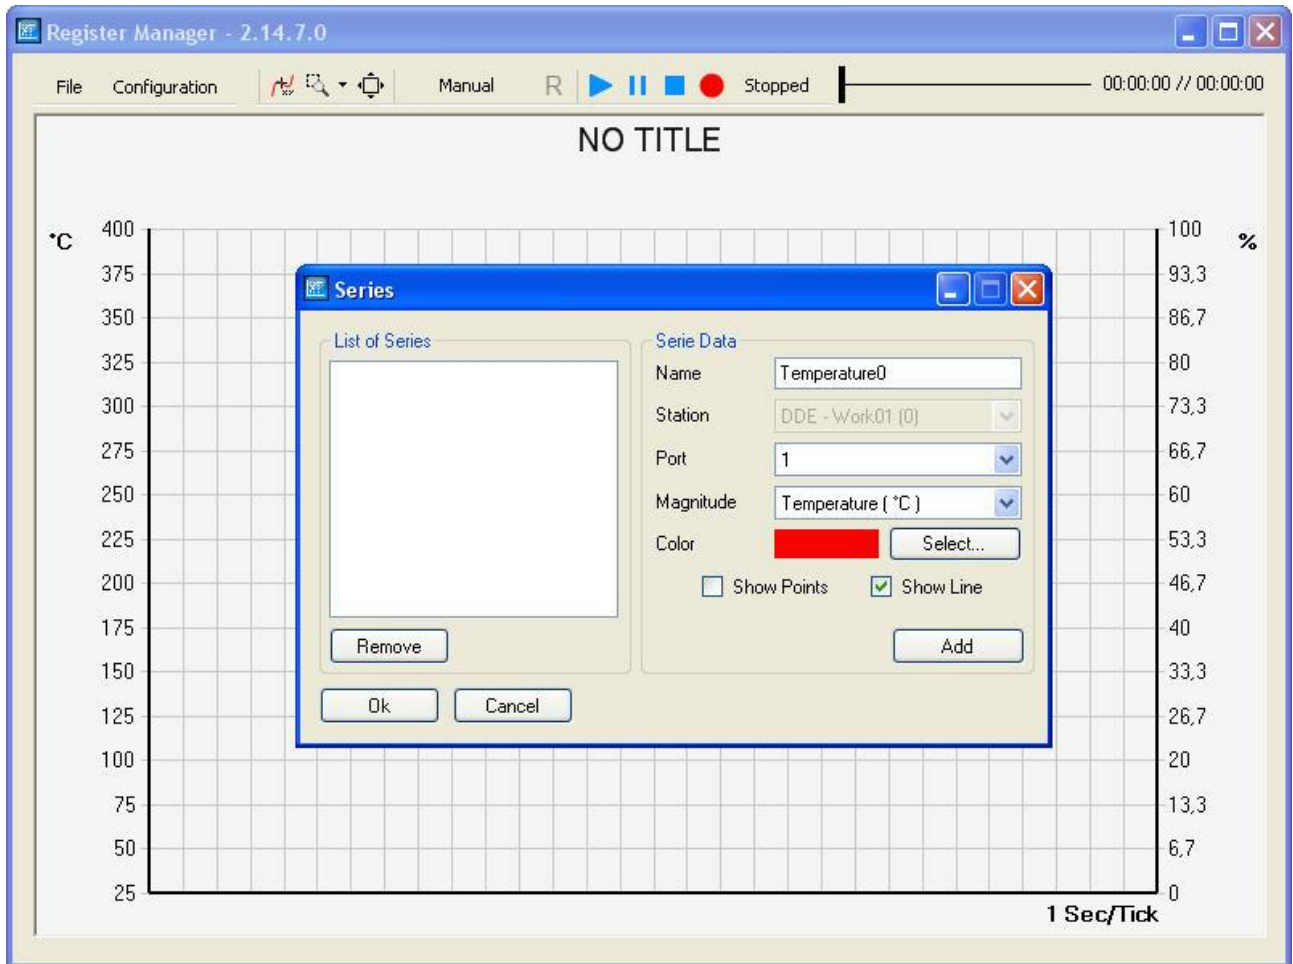 Register Manager - 2.14.7.0
File Configuration Manual R Stopped 00:00:00 // 00:00:00
NO TITLE
°C 400 100 %
375 93,3
350 86,7
325 80
300 73,3
275 66,7
250 60
225 53,3
200 46,7
175 40
150 33,3
125 26,7
100 20
75 13,3
50 6,7
25 0
1 Sec/Tick
Series
List of Series
Remove
Serie Data
Name Temperature0
Station DDE - Work01 (0)
Port 1
Magnitude Temperature ( °C )
Color Select...
Show Points Show Line
Add
Ok Cancel